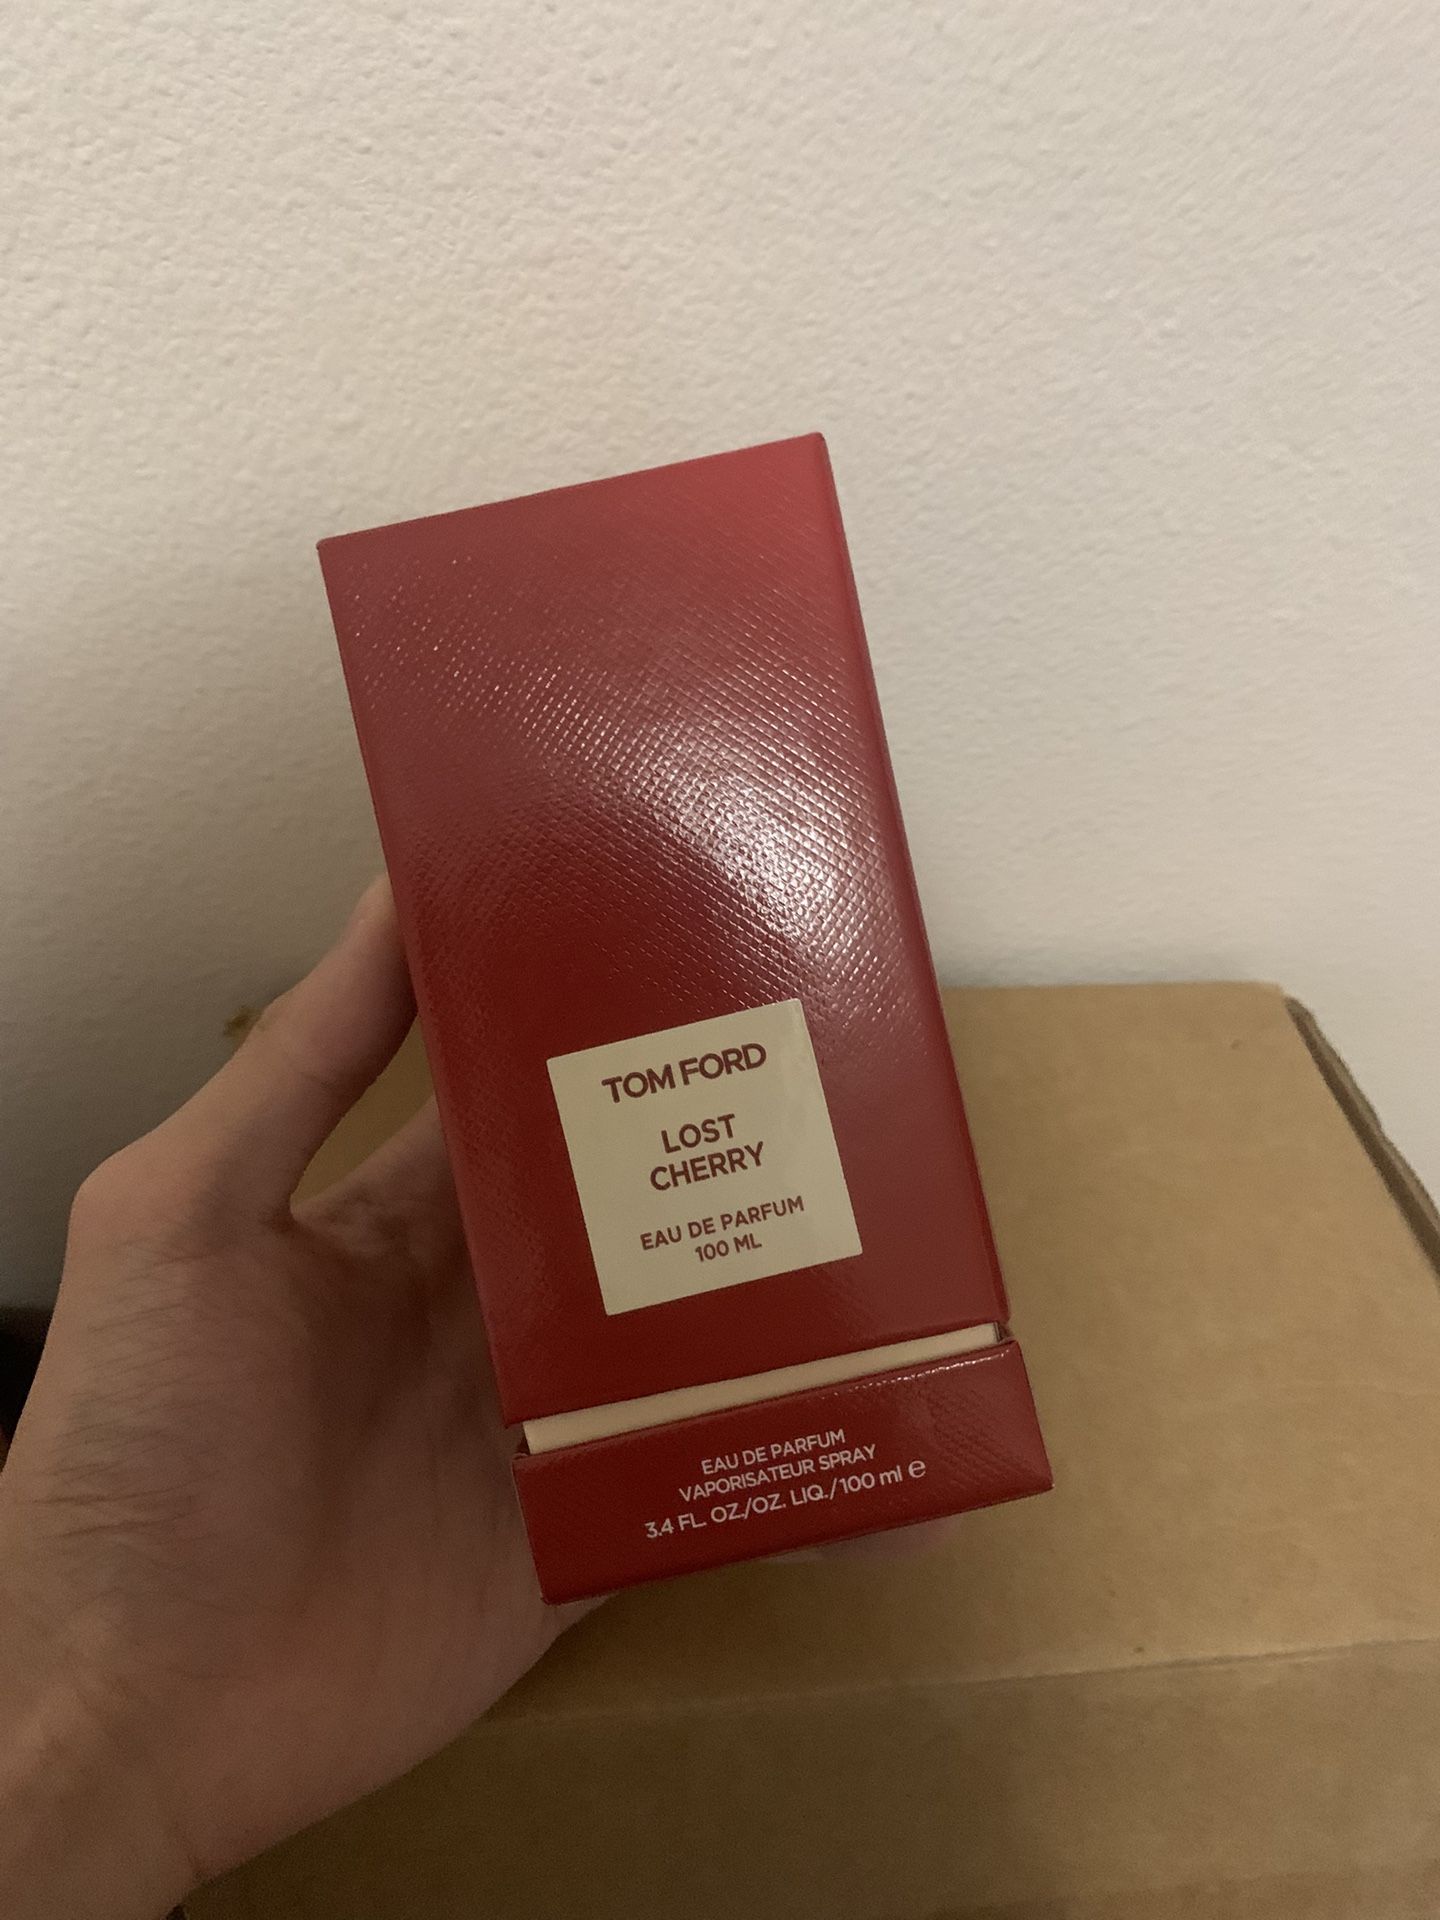 TOM FORD
LOST
CHERRY
EAU DE PARFUM
100 ML
EAU DE PARFUM
VAPORISATEUR SPRAY
3.4 FL. OZ./OZ. LIQ./100 ml ℮